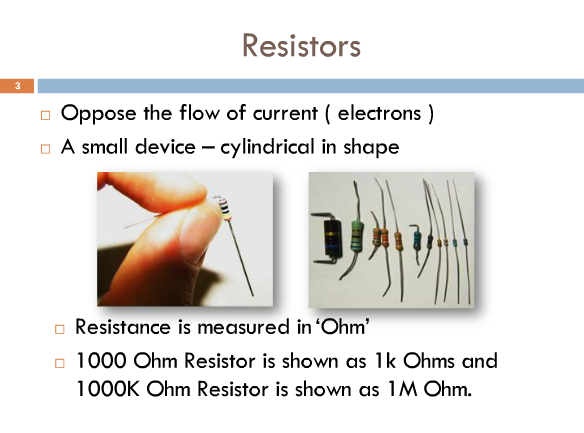 Resistors
3
Oppose the flow of current ( electrons )
A small device – cylindrical in shape
Resistance is measured in ‘Ohm’
1000 Ohm Resistor is shown as 1k Ohms and
1000K Ohm Resistor is shown as 1M Ohm.